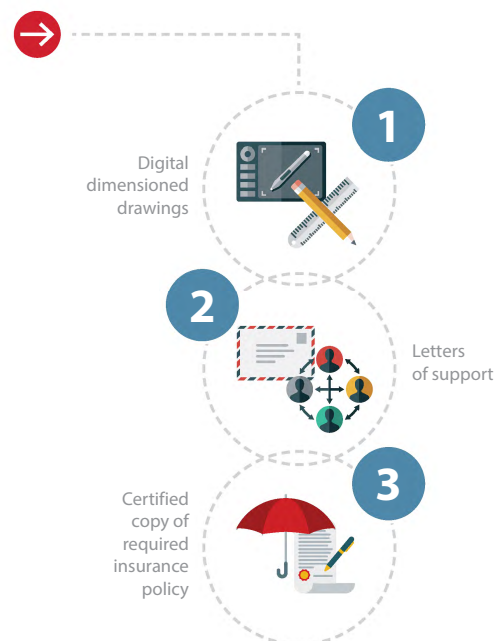 1
Digital
dimensioned
drawings
2
Letters
of support
3
Certified
copy of
required
insurance
policy